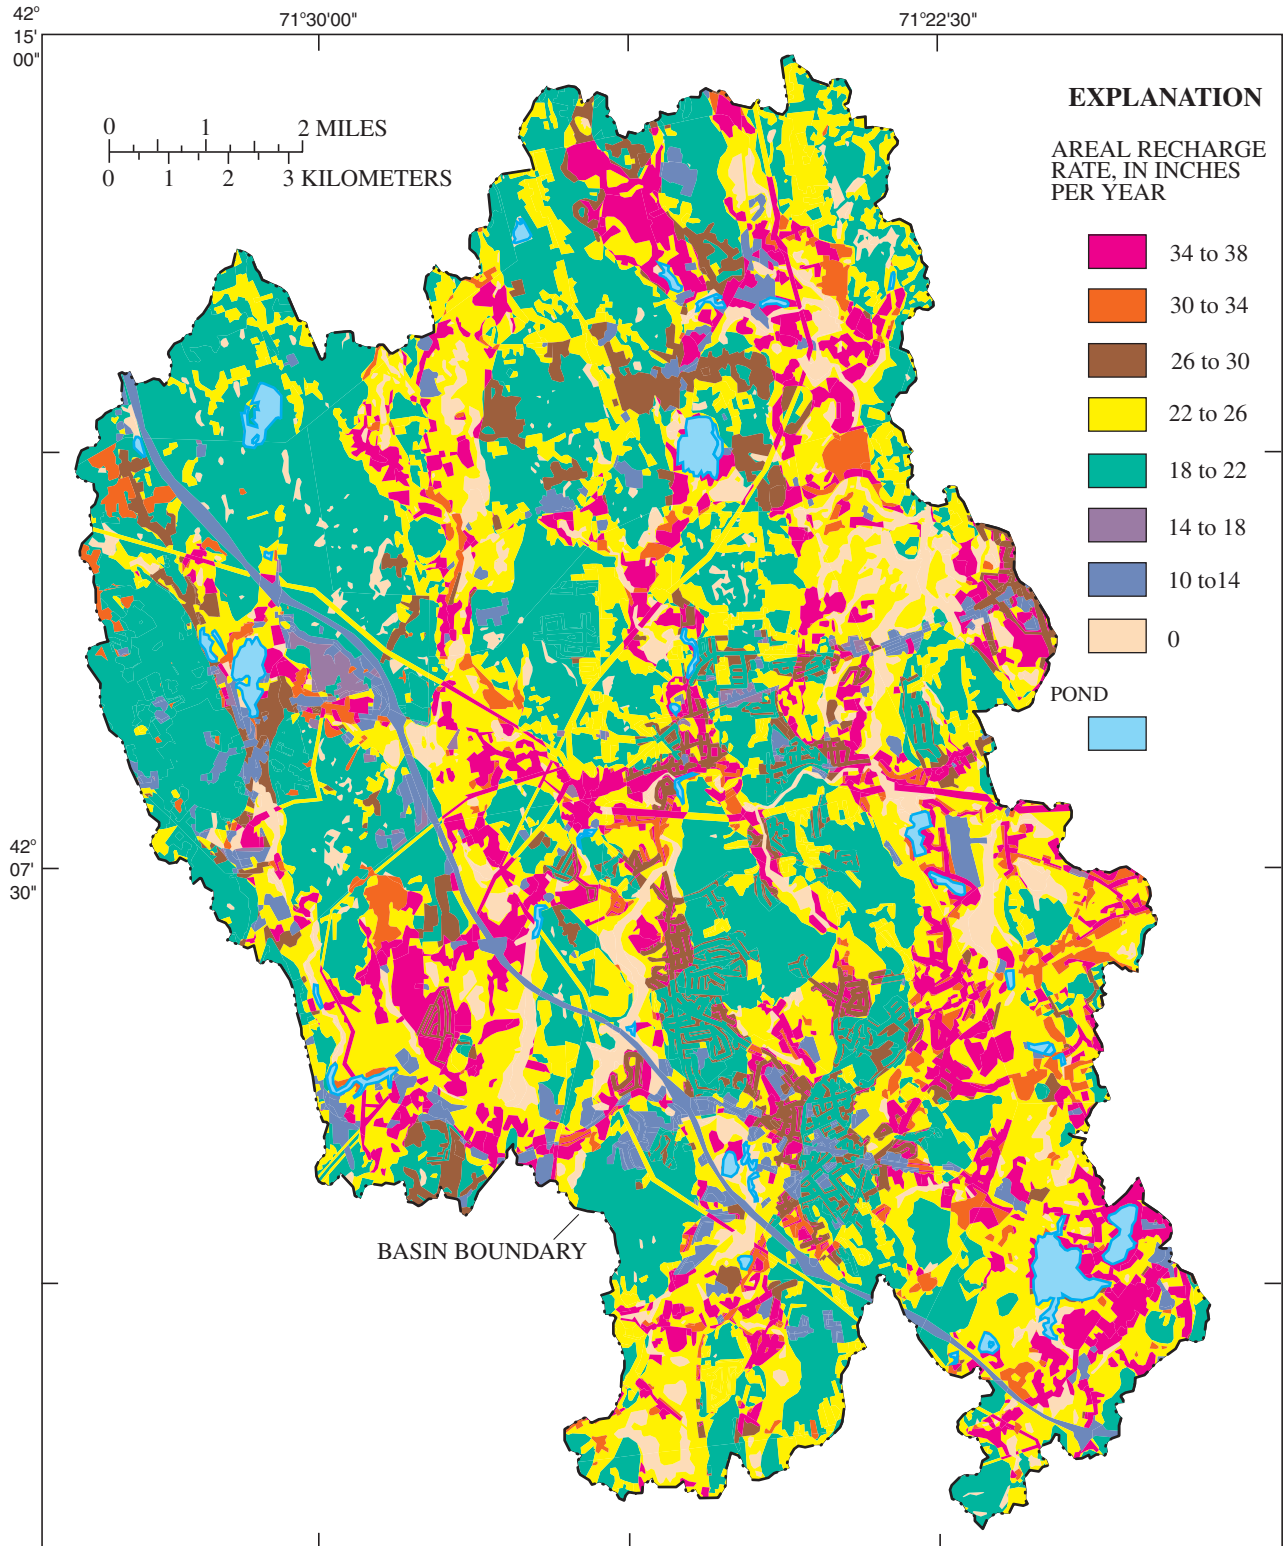 42°
15'
00"
71°30'00"
71°22'30"
0 1 2 MILES
0 1 2 3 KILOMETERS
EXPLANATION
AREAL RECHARGE
RATE, IN INCHES
PER YEAR
34 to 38
30 to 34
26 to 30
22 to 26
18 to 22
14 to 18
10 to14
0
POND
42°
07'
30"
BASIN BOUNDARY